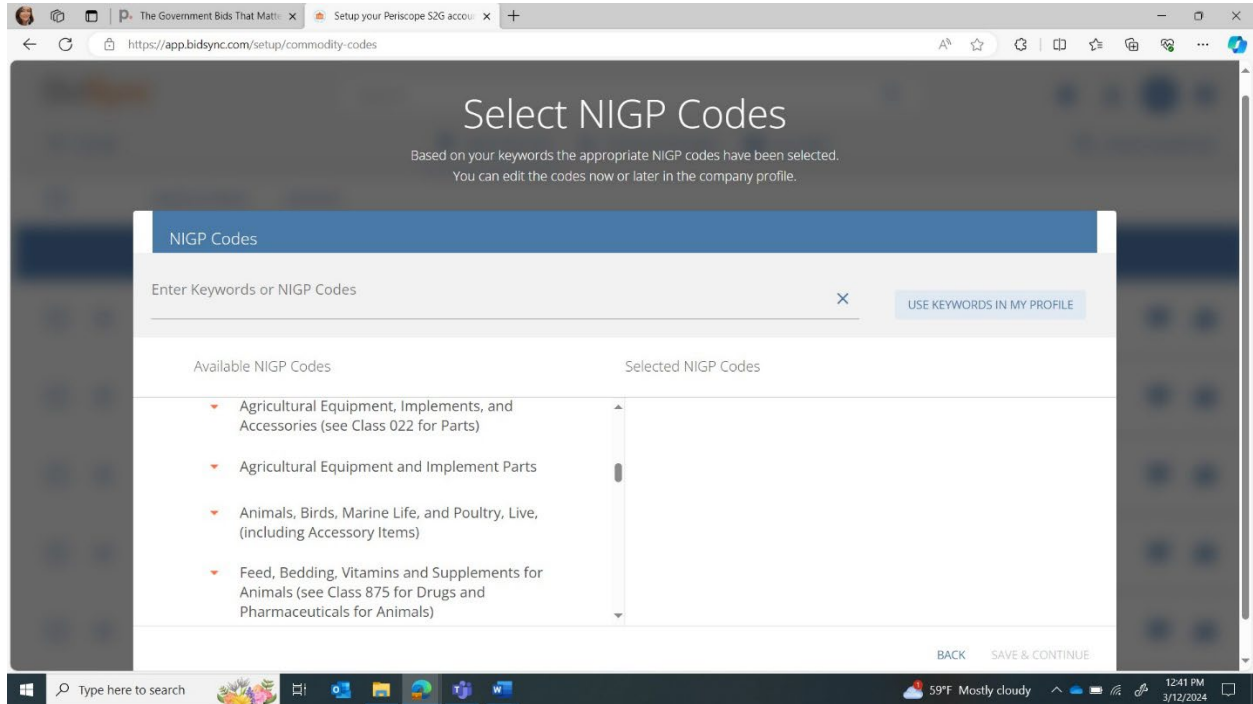 The Government Bids That Matte
Setup your Periscope S2G accou
https://app.bidsync.com/setup/commodity-codes
Select NIGP Codes
Based on your keywords the appropriate NIGP codes have been selected.
You can edit the codes now or later in the company profile.
NIGP Codes
Enter Keywords or NIGP Codes
USE KEYWORDS IN MY PROFILE
Available NIGP Codes
Selected NIGP Codes
Agricultural Equipment, Implements, and
Accessories (see Class 022 for Parts)
Agricultural Equipment and Implement Parts
Animals, Birds, Marine Life, and Poultry, Live,
(including Accessory Items)
Feed, Bedding, Vitamins and Supplements for
Animals (see Class 875 for Drugs and
Pharmaceuticals for Animals)
BACK
SAVE & CONTINUE
Type here to search
59°F Mostly cloudy
12:41 PM
3/12/2024